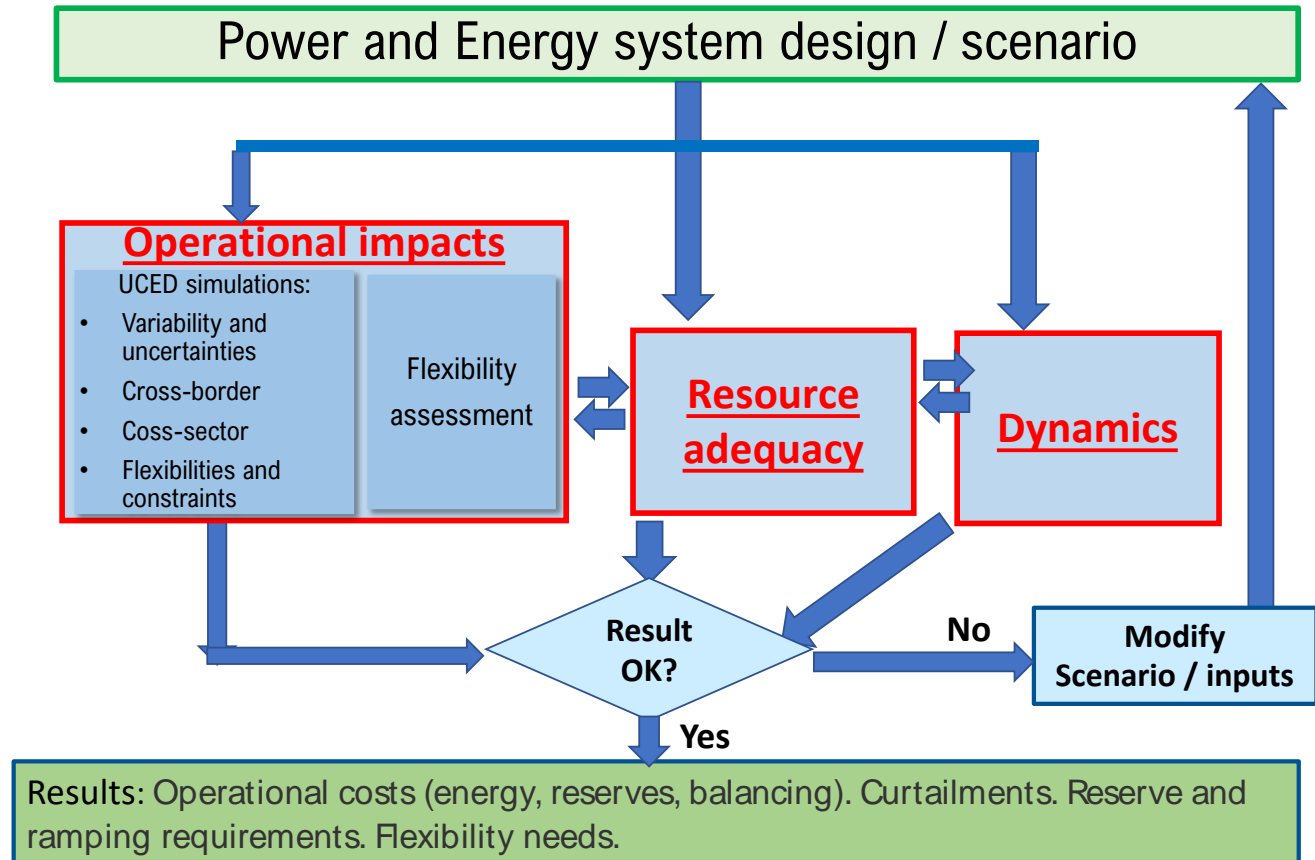 Power and Energy system design / scenario
Operational impacts
UCED simulations:
• Variability and
uncertainties
• Cross-border
• Coss-sector
• Flexibilities and
constraints
Flexibility
assessment
Resource
adequacy
Dynamics
Result
OK?
No
Modify
Scenario / inputs
Yes
Results: Operational costs (energy, reserves, balancing). Curtailments. Reserve and
ramping requirements. Flexibility needs.